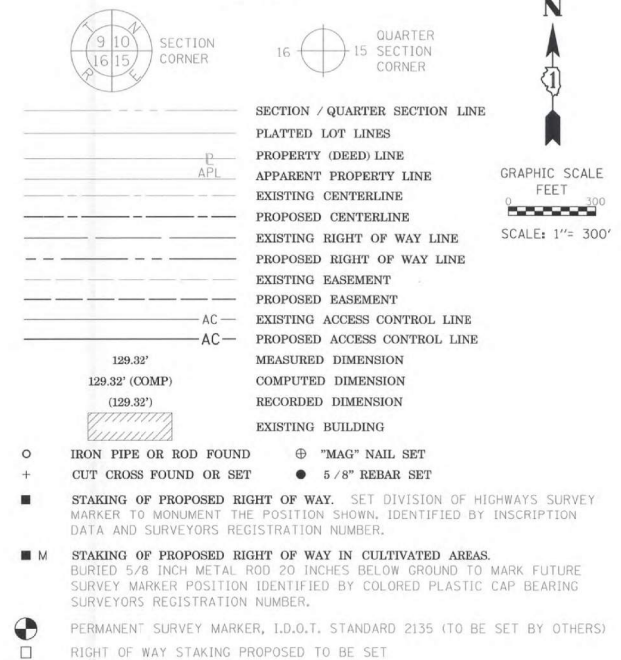 T N
9 10
16 15
R E
SECTION
CORNER
16 15
QUARTER
SECTION
CORNER
N
1
SECTION / QUARTER SECTION LINE
PLATTED LOT LINES
PROPERTY (DEED) LINE
APL APPARENT PROPERTY LINE
EXISTING CENTERLINE
PROPOSED CENTERLINE
EXISTING RIGHT OF WAY LINE
PROPOSED RIGHT OF WAY LINE
EXISTING EASEMENT
PROPOSED EASEMENT
AC EXISTING ACCESS CONTROL LINE
AC PROPOSED ACCESS CONTROL LINE
129.32' MEASURED DIMENSION
129.32' (COMP) COMPUTED DIMENSION
(129.32') RECORDED DIMENSION
EXISTING BUILDING
GRAPHIC SCALE
FEET
0 300
SCALE: 1"= 300'
IRON PIPE OR ROD FOUND "MAG" NAIL SET
CUT CROSS FOUND OR SET 5/8" REBAR SET
STAKING OF PROPOSED RIGHT OF WAY. SET DIVISION OF HIGHWAYS SURVEY
MARKER TO MONUMENT THE POSITION SHOWN. IDENTIFIED BY INSCRIPTION
DATA AND SURVEYORS REGISTRATION NUMBER.
M STAKING OF PROPOSED RIGHT OF WAY IN CULTIVATED AREAS.
BURIED 5/8 INCH METAL ROD 20 INCHES BELOW GROUND TO MARK FUTURE
SURVEY MARKER POSITION IDENTIFIED BY COLORED PLASTIC CAP BEARING
SURVEYORS REGISTRATION NUMBER.
PERMANENT SURVEY MARKER, I.D.O.T. STANDARD 2135 (TO BE SET BY OTHERS)
RIGHT OF WAY STAKING PROPOSED TO BE SET